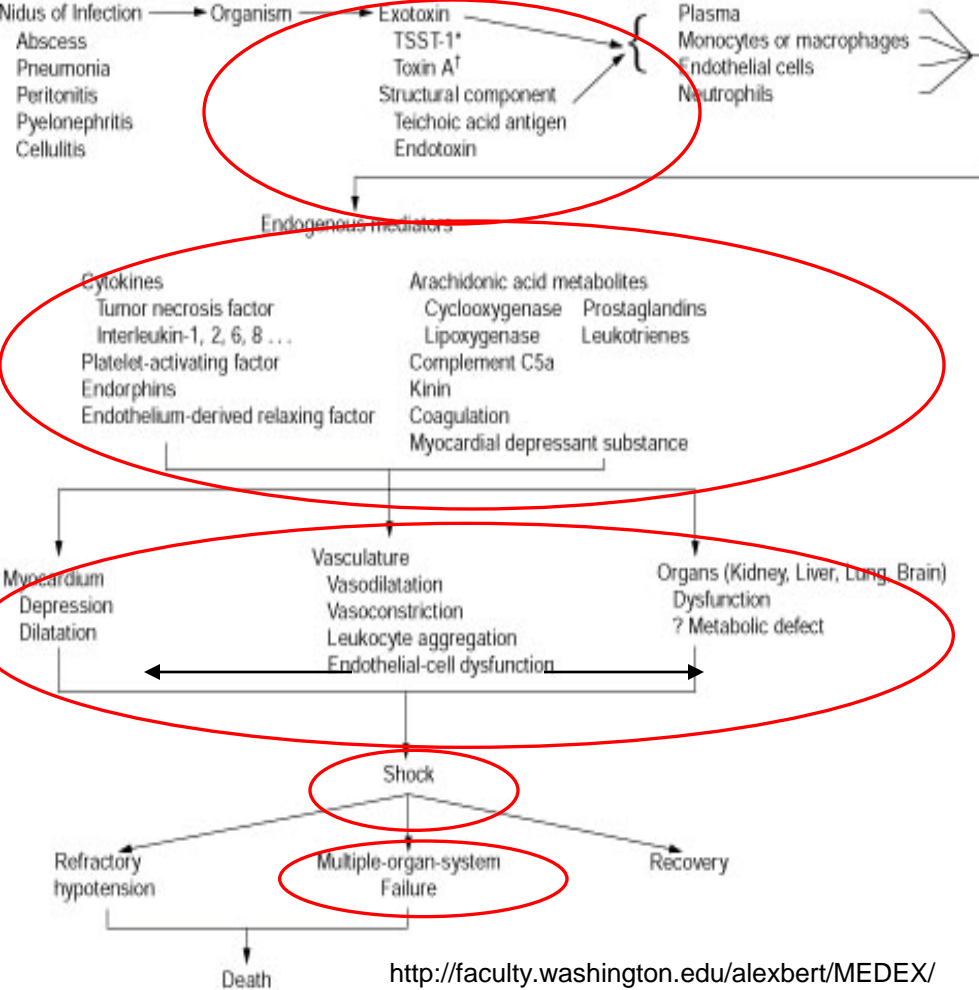 Nidus of Infection
Abscess
Pneumonia
Peritonitis
Pyelonephritis
Cellulitis
Organism
Exotoxin
TSST-1*
Toxin A†
Structural component
Teichoic acid antigen
Endotoxin
Plasma
Monocytes or macrophages
Endothelial cells
Neutrophils
Endogenous mediators
Cytokines
Tumor necrosis factor
Interleukin-1, 2, 6, 8 . . .
Platelet-activating factor
Endorphins
Endothelium-derived relaxing factor
Arachidonic acid metabolites
Cyclooxygenase Prostaglandins
Lipoxygenase Leukotrienes
Complement C5a
Kinin
Coagulation
Myocardial depressant substance
Myocardium
Depression
Dilatation
Vasculature
Vasodilatation
Vasoconstriction
Leukocyte aggregation
Endothelial-cell dysfunction
Organs (Kidney, Liver, Lung, Brain)
Dysfunction
? Metabolic defect
Shock
Refractory
hypotension
Multiple-organ-system
Failure
Recovery
Death
http://faculty.washington.edu/alexbert/MEDEX/